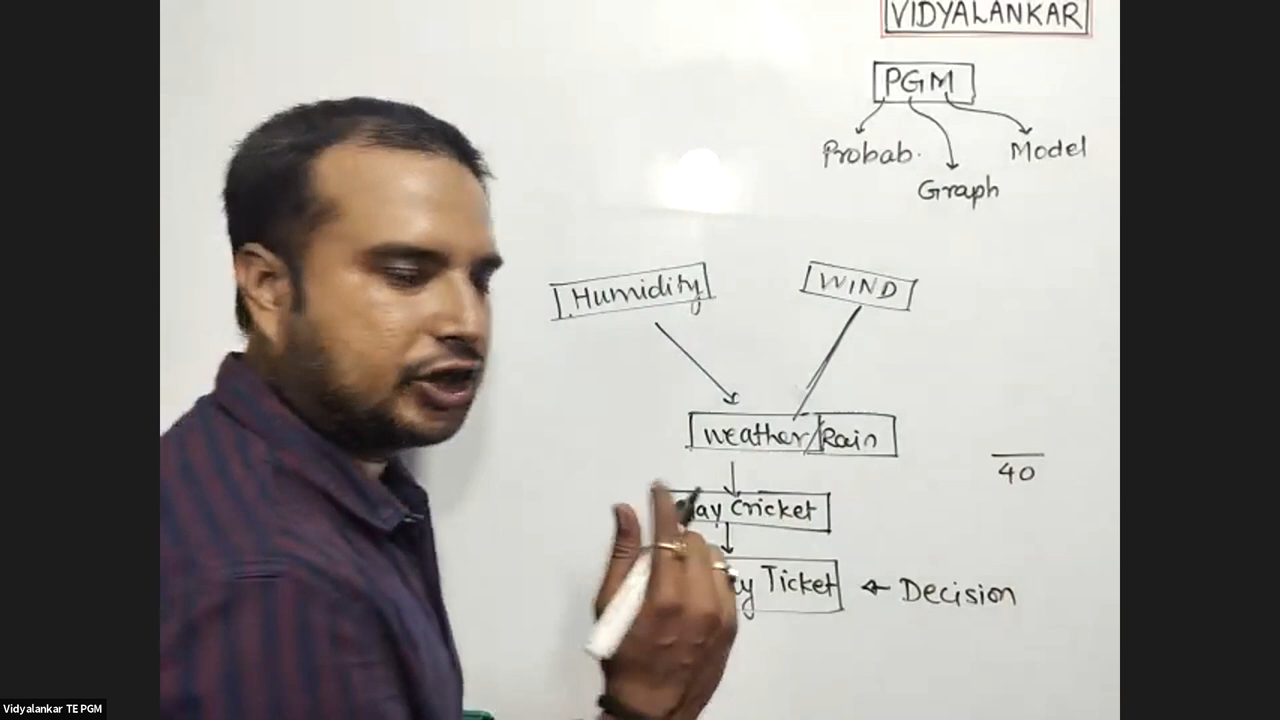 VIDYALANKAR
PGM
Probab.
Graph
Model
Humidity
WIND
Weather/Rain
40
Cricket
Ticket
← Decision
Vidyalankar TE PGM